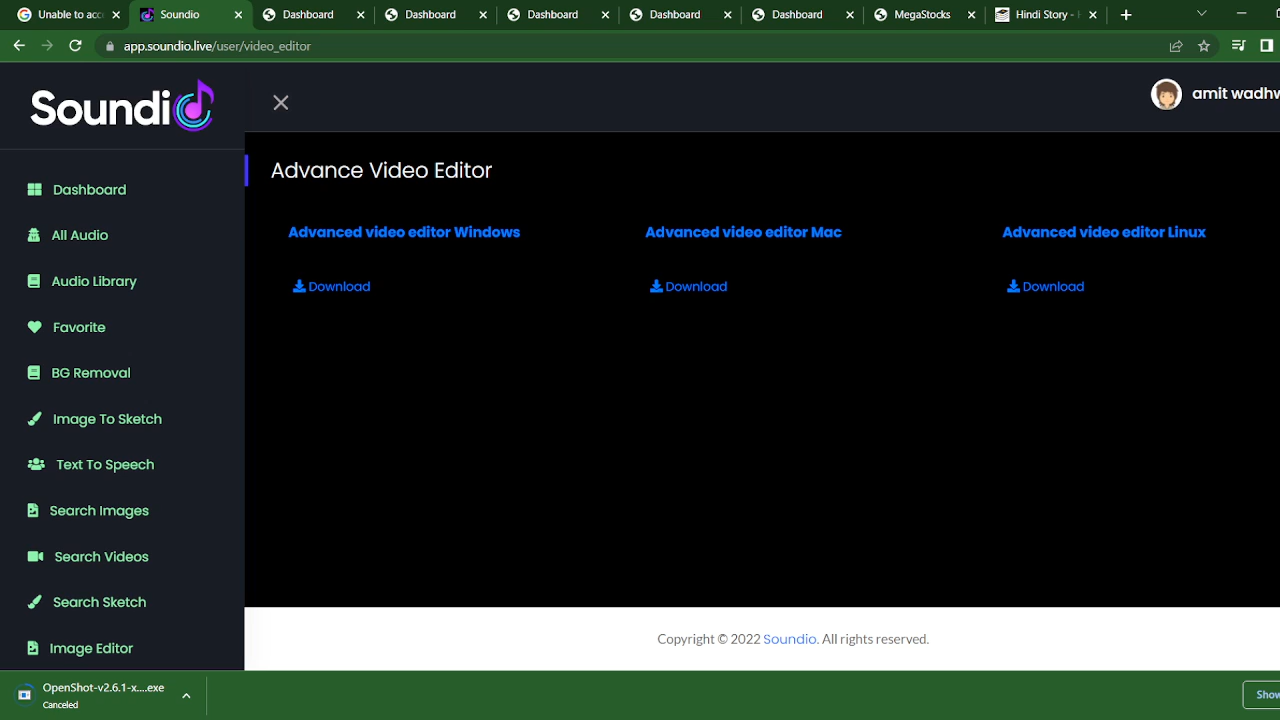 Unable to acc
Soundio
Dashboard
Dashboard
Dashboard
Dashboard
Dashboard
MegaStocks
Hindi Story -
app.soundio.live/user/video_editor
Soundio
amit wadhw
Advance Video Editor
Advanced video editor Windows
Advanced video editor Mac
Advanced video editor Linux
Download
Download
Download
Dashboard
All Audio
Audio Library
Favorite
BG Removal
Image To Sketch
Text To Speech
Search Images
Search Videos
Search Sketch
Image Editor
Copyright © 2022 Soundio. All rights reserved.
OpenShot-v2.6.1-x....exe
Canceled
Show